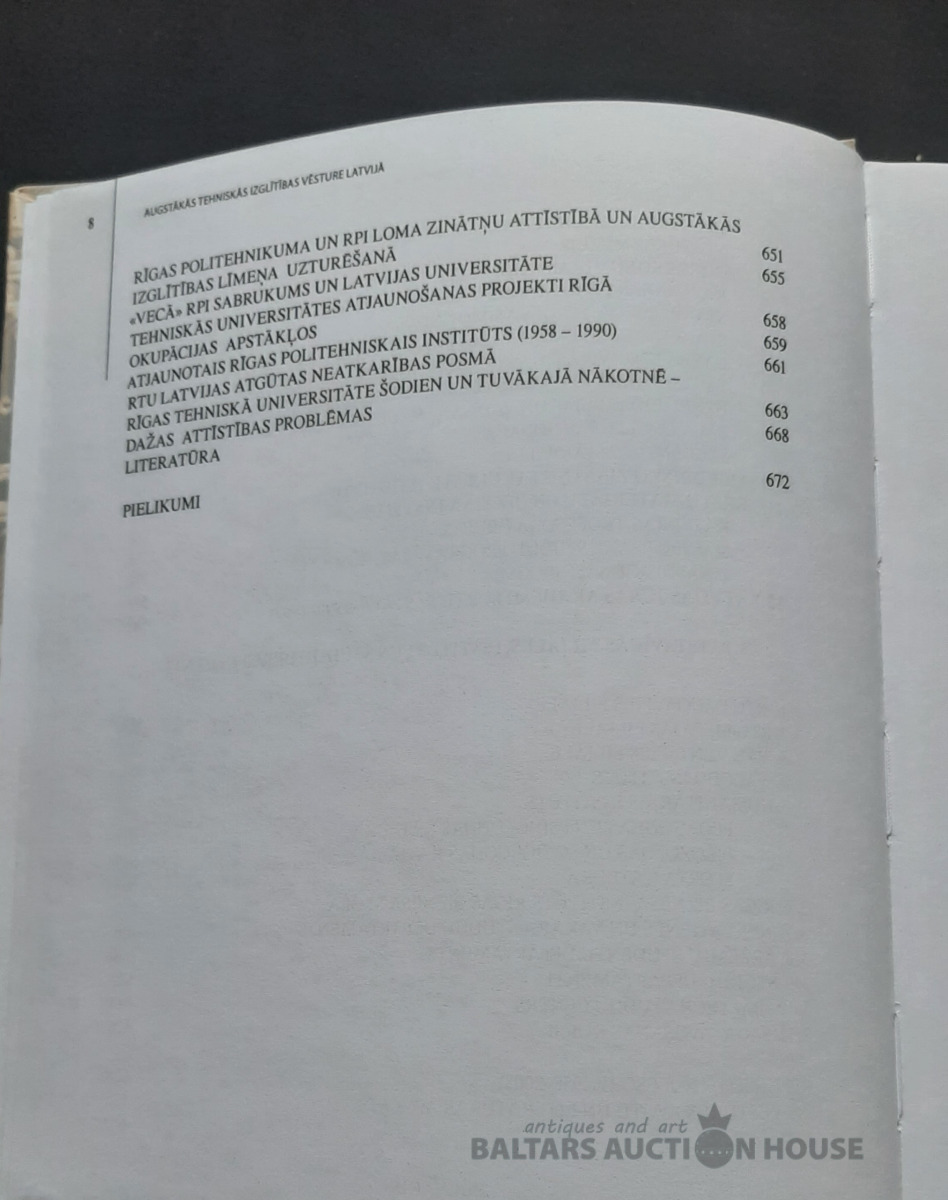 8
AUGSTĀKĀS TEHNISKĀS IZGLĪTĪBAS VĒSTURE LATVIJĀ
RĪGAS POLITEHNIKUMA UN RPI LOMA ZINĀTŅU ATTĪSTĪBĀ UN AUGSTĀKĀS
IZGLĪTĪBAS LĪMEŅA UZTURĒŠANĀ 651
«VECĀ» RPI SABRUKUMS UN LATVIJAS UNIVERSITĀTE 655
TEHNISKĀS UNIVERSITĀTES ATJAUNOŠANAS PROJEKTI RĪGĀ
OKUPĀCIJAS APSTĀKĻOS 658
ATJAUNOTAIS RĪGAS POLITEHNISKAIS INSTITŪTS (1958 – 1990) 659
RTU LATVIJAS ATGŪTAS NEATKARĪBAS POSMĀ 661
RĪGAS TEHNISKĀ UNIVERSITĀTE ŠODIEN UN TUVĀKAJĀ NĀKOTNĒ –
DAŽAS ATTĪSTĪBAS PROBLĒMAS 663
LITERATŪRA 668
PIELIKUMI 672
antiques and art
BALTARS AUCTION HOUSE